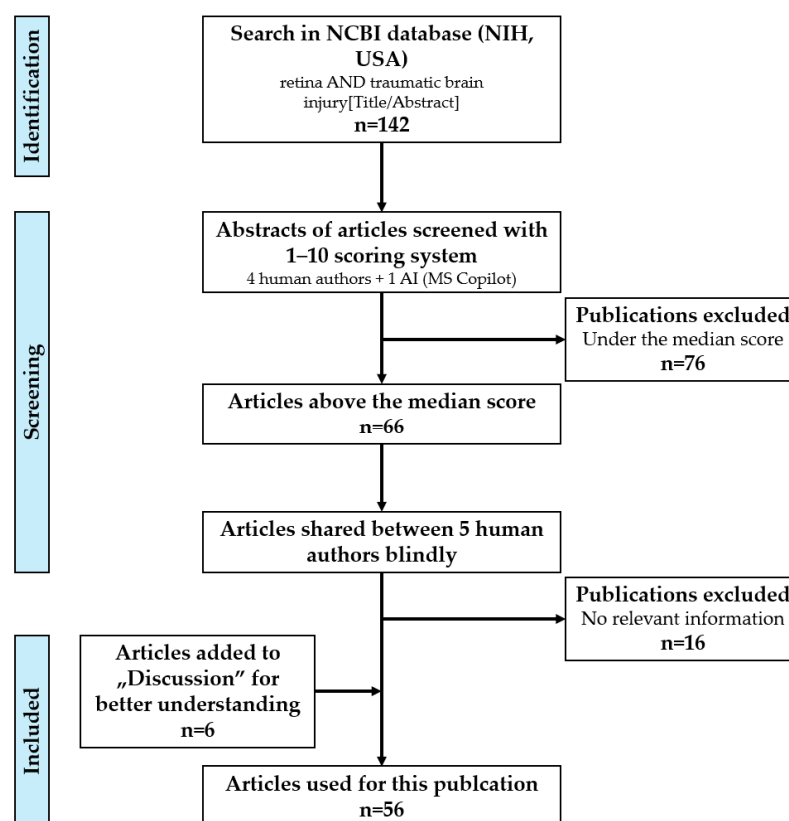 Identification
Search in NCBI database (NIH,
USA)
retina AND traumatic brain
injury[Title/Abstract]
n=142
Screening
Abstracts of articles screened with
1–10 scoring system
4 human authors + 1 AI (MS Copilot)
Publications excluded
Under the median score
n=76
Articles above the median score
n=66
Articles shared between 5 human
authors blindly
Publications excluded
No relevant information
n=16
Included
Articles added to
„Discussion” for
better understanding
n=6
Articles used for this publcation
n=56